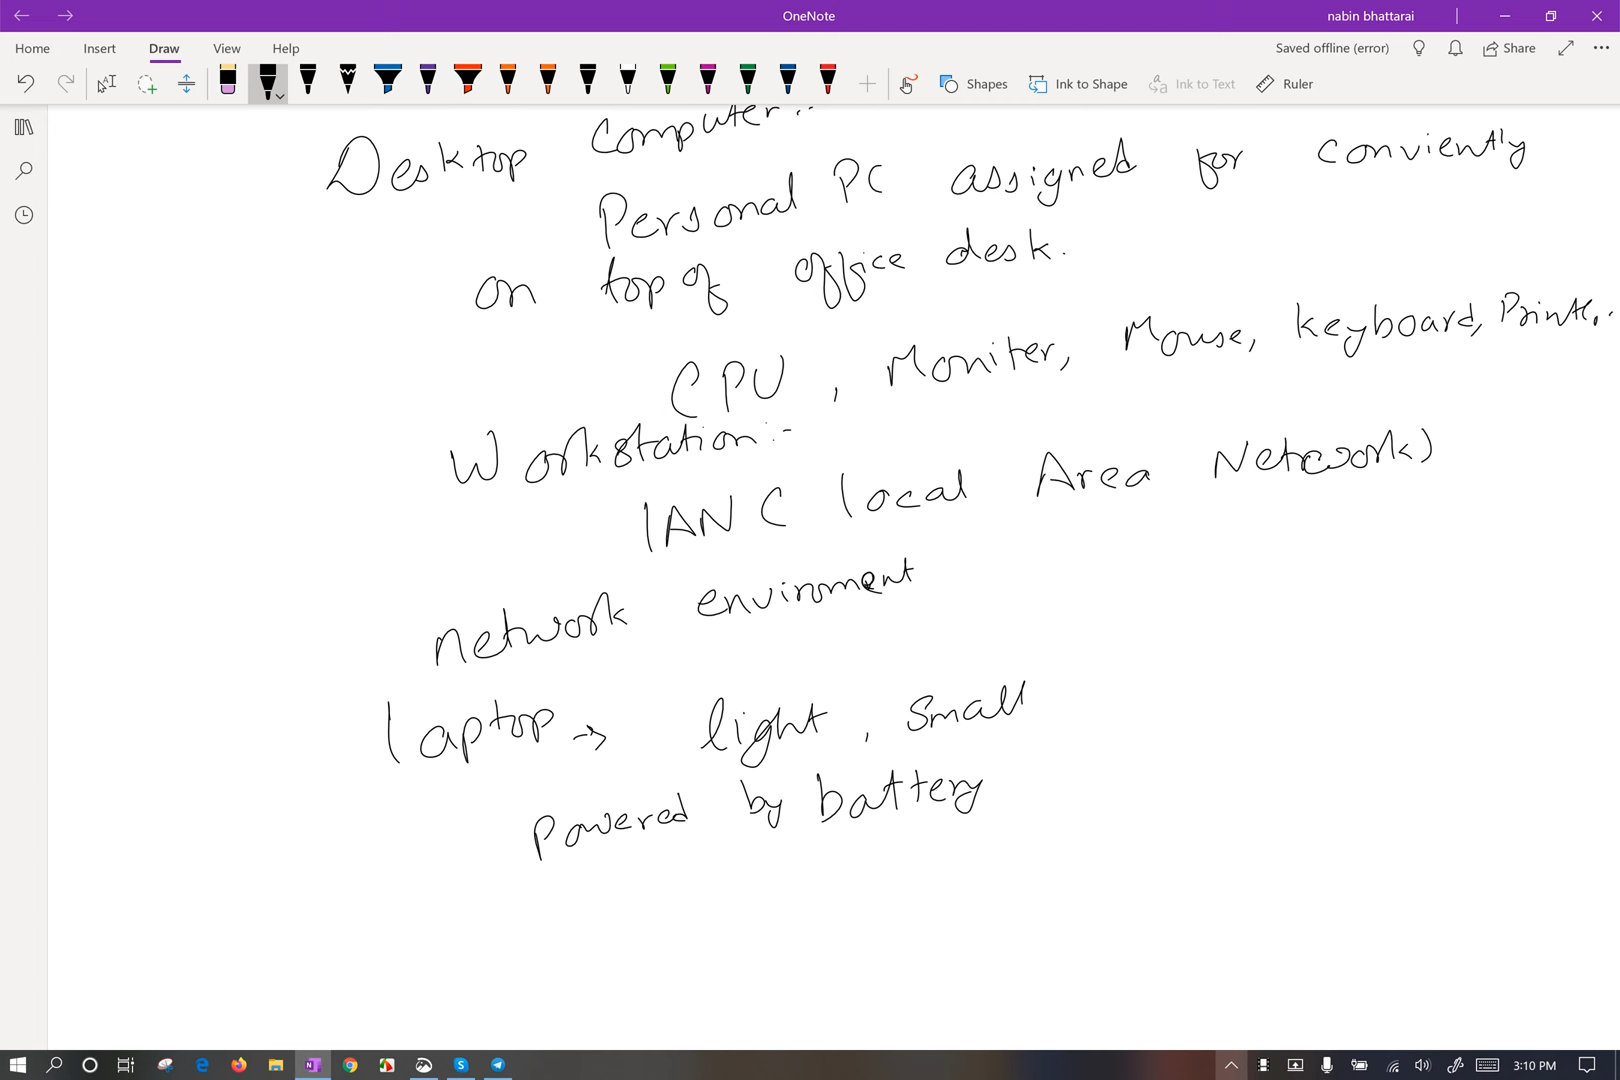 OneNote
nabin bhattarai
Home Insert Draw View Help
Saved offline (error)
Share
Shapes
Ink to Shape
Ink to Text
Ruler
Desktop Computer:-
Personal PC assigned for conviently
on top of office desk.
CPU, Moniter, Mouse, Keyboard,
Workstation:-
LAN ( local Area Network)
network enviroment
laptop → light, Small
powered by battery
3:10 PM